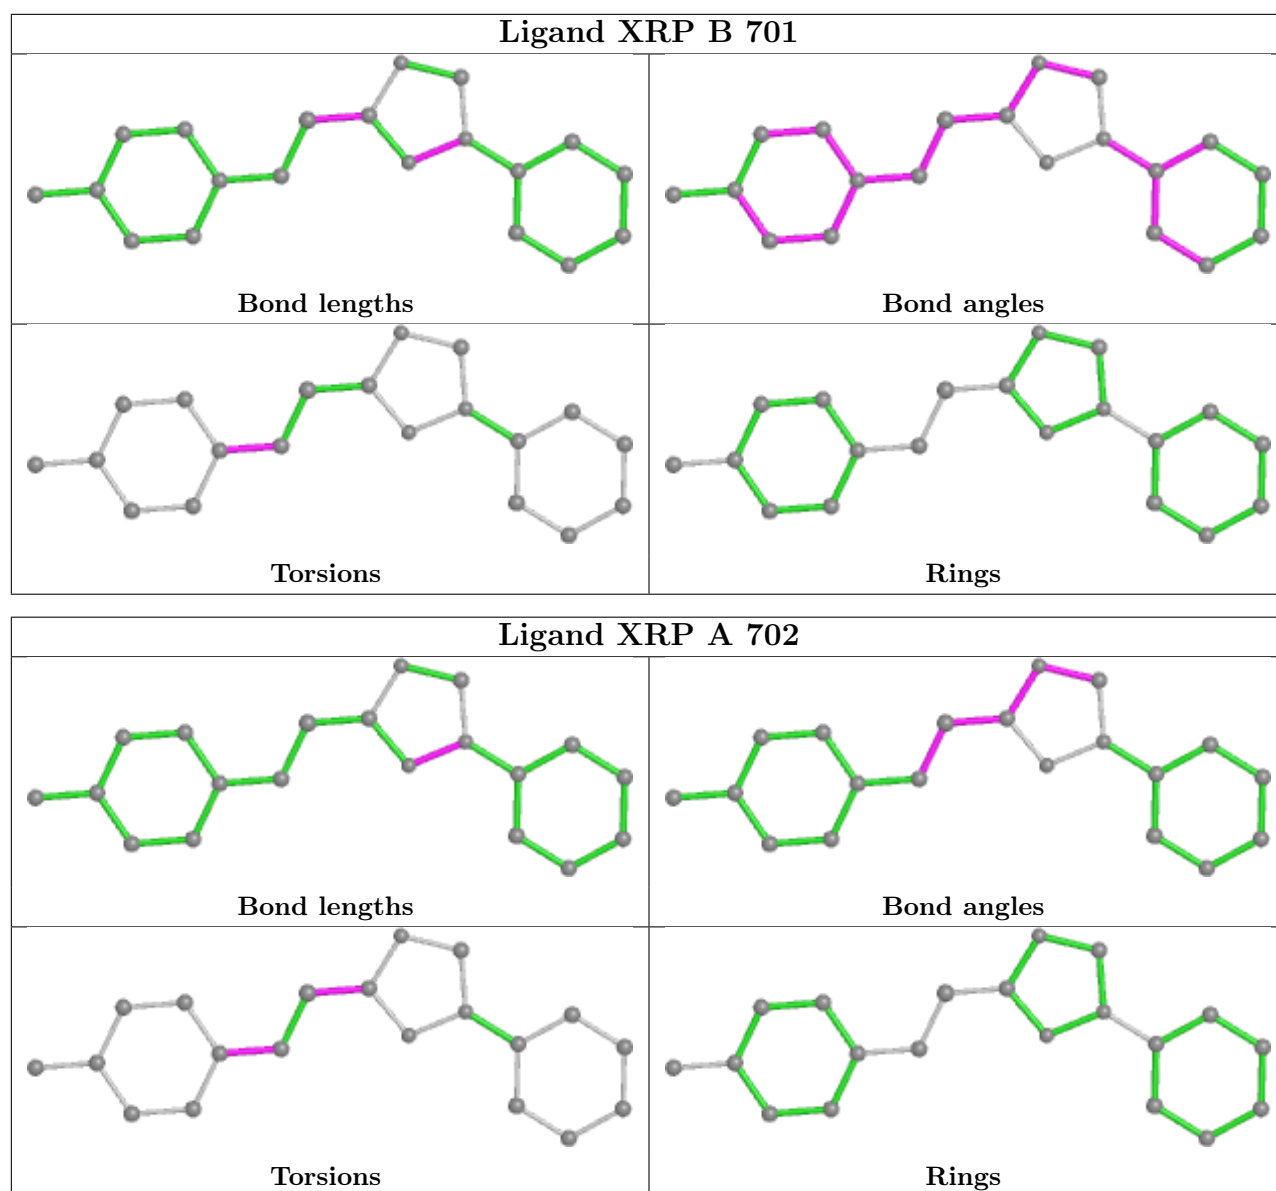 Ligand XRP B 701
Bond lengths
Bond angles
Torsions
Rings
Ligand XRP A 702
Bond lengths
Bond angles
Torsions
Rings